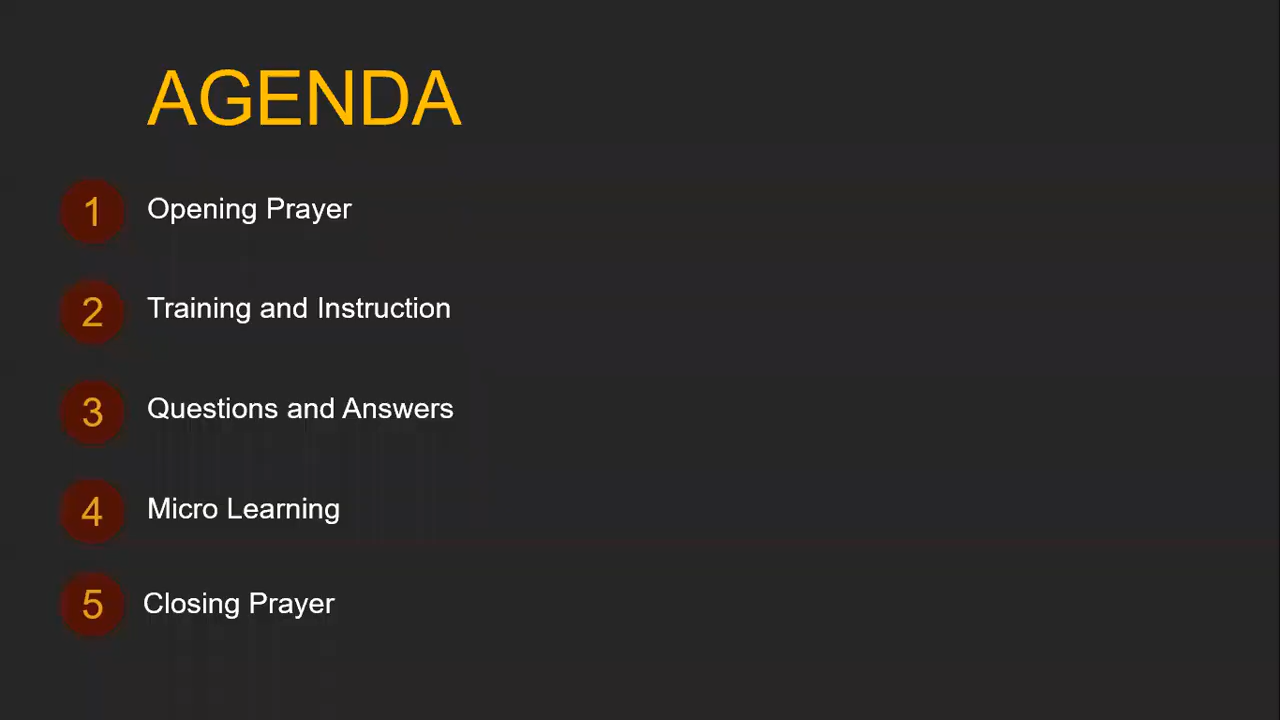 AGENDA
1 Opening Prayer
2 Training and Instruction
3 Questions and Answers
4 Micro Learning
5 Closing Prayer